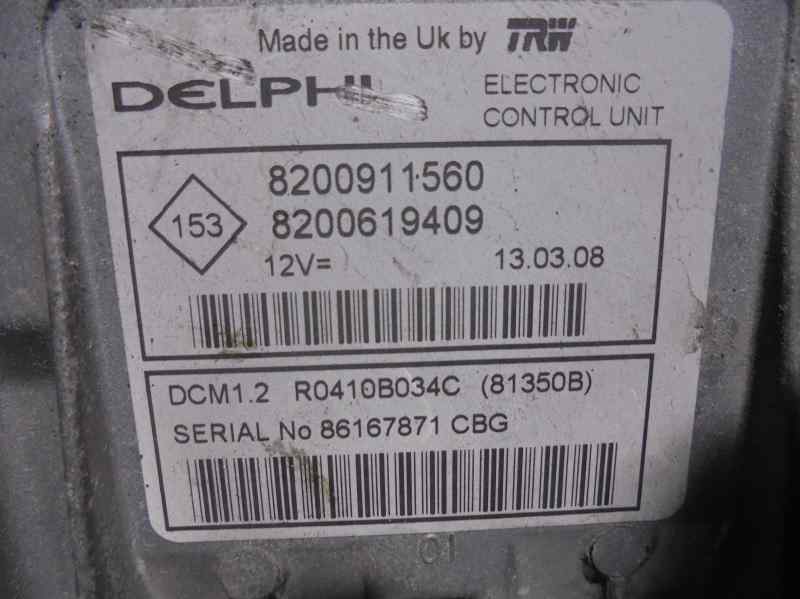 Made in the Uk by TRW
DELPHI
ELECTRONIC
CONTROL UNIT
153
8200911560
8200619409
12V=
13.03.08
DCM1.2 R0410B034C (81350B)
SERIAL No 86167871 CBG
01